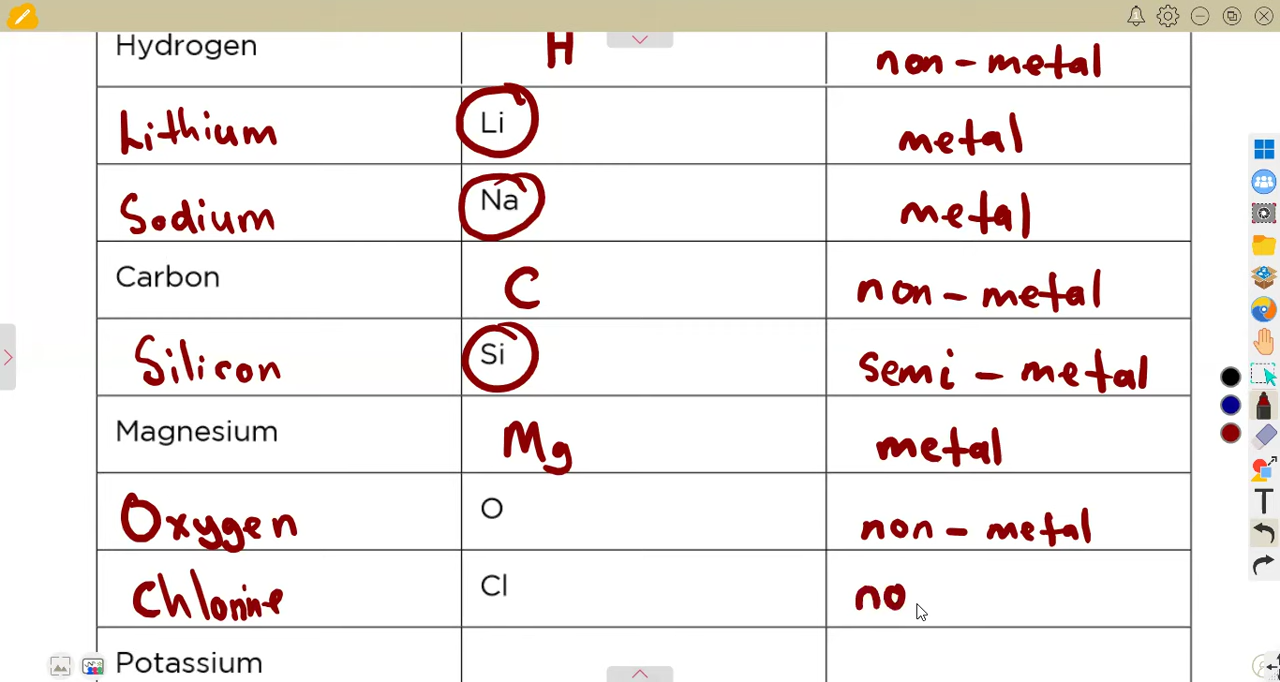 Hydrogen H non-metal
Lithium Li metal
Sodium Na metal
Carbon C non-metal
Silicon Si semi-metal
Magnesium Mg metal
Oxygen O non-metal
Chlorine Cl no
Potassium